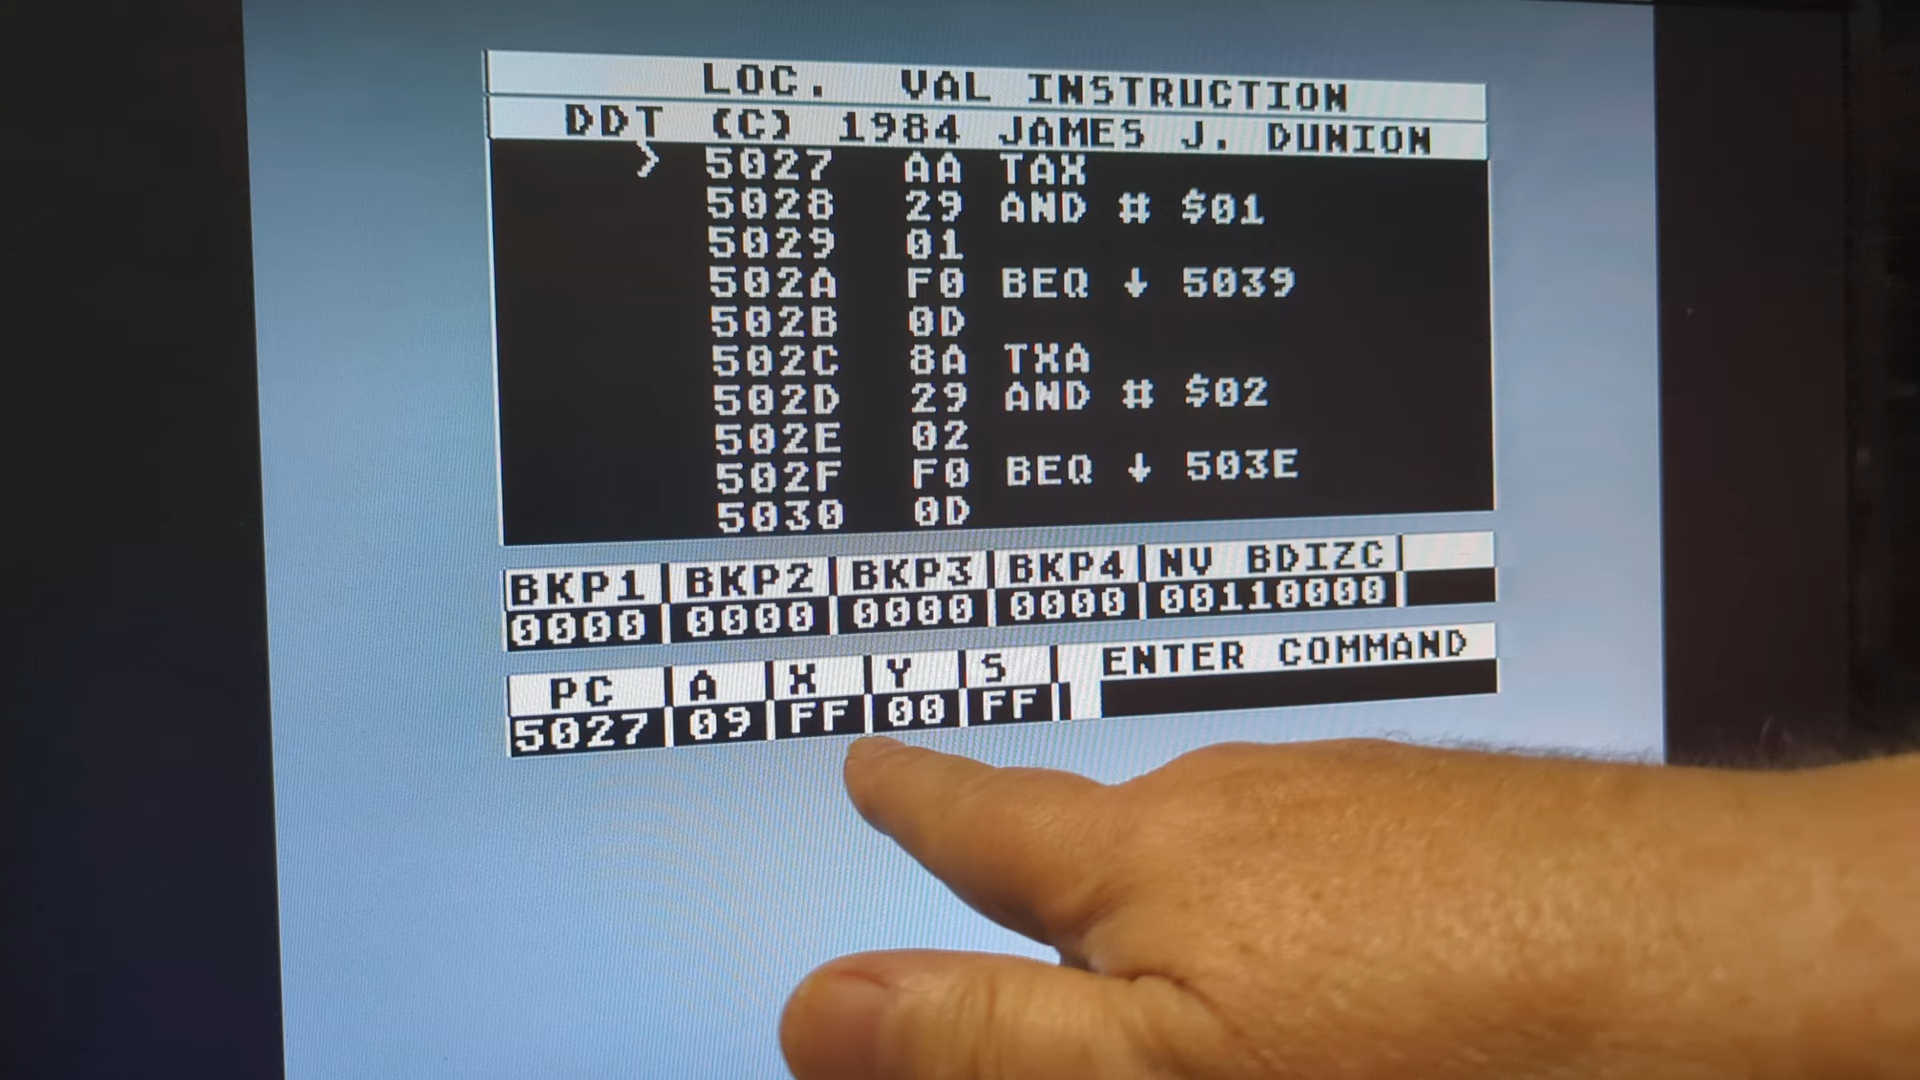 LOC. VAL INSTRUCTION
DDT (C) 1984 JAMES J. DUNION
> 5027 AA TAX
5028 29 AND # $01
5029 01
502A F0 BEQ ↓ 5039
502B 0D
502C 8A TXA
502D 29 AND # $02
502E 02
502F F0 BEQ ↓ 503E
5030 0D
BKP1 BKP2 BKP3 BKP4 NV BDIZC
0000 0000 0000 0000 00110000
PC A X Y S ENTER COMMAND
5027 09 FF 00 FF